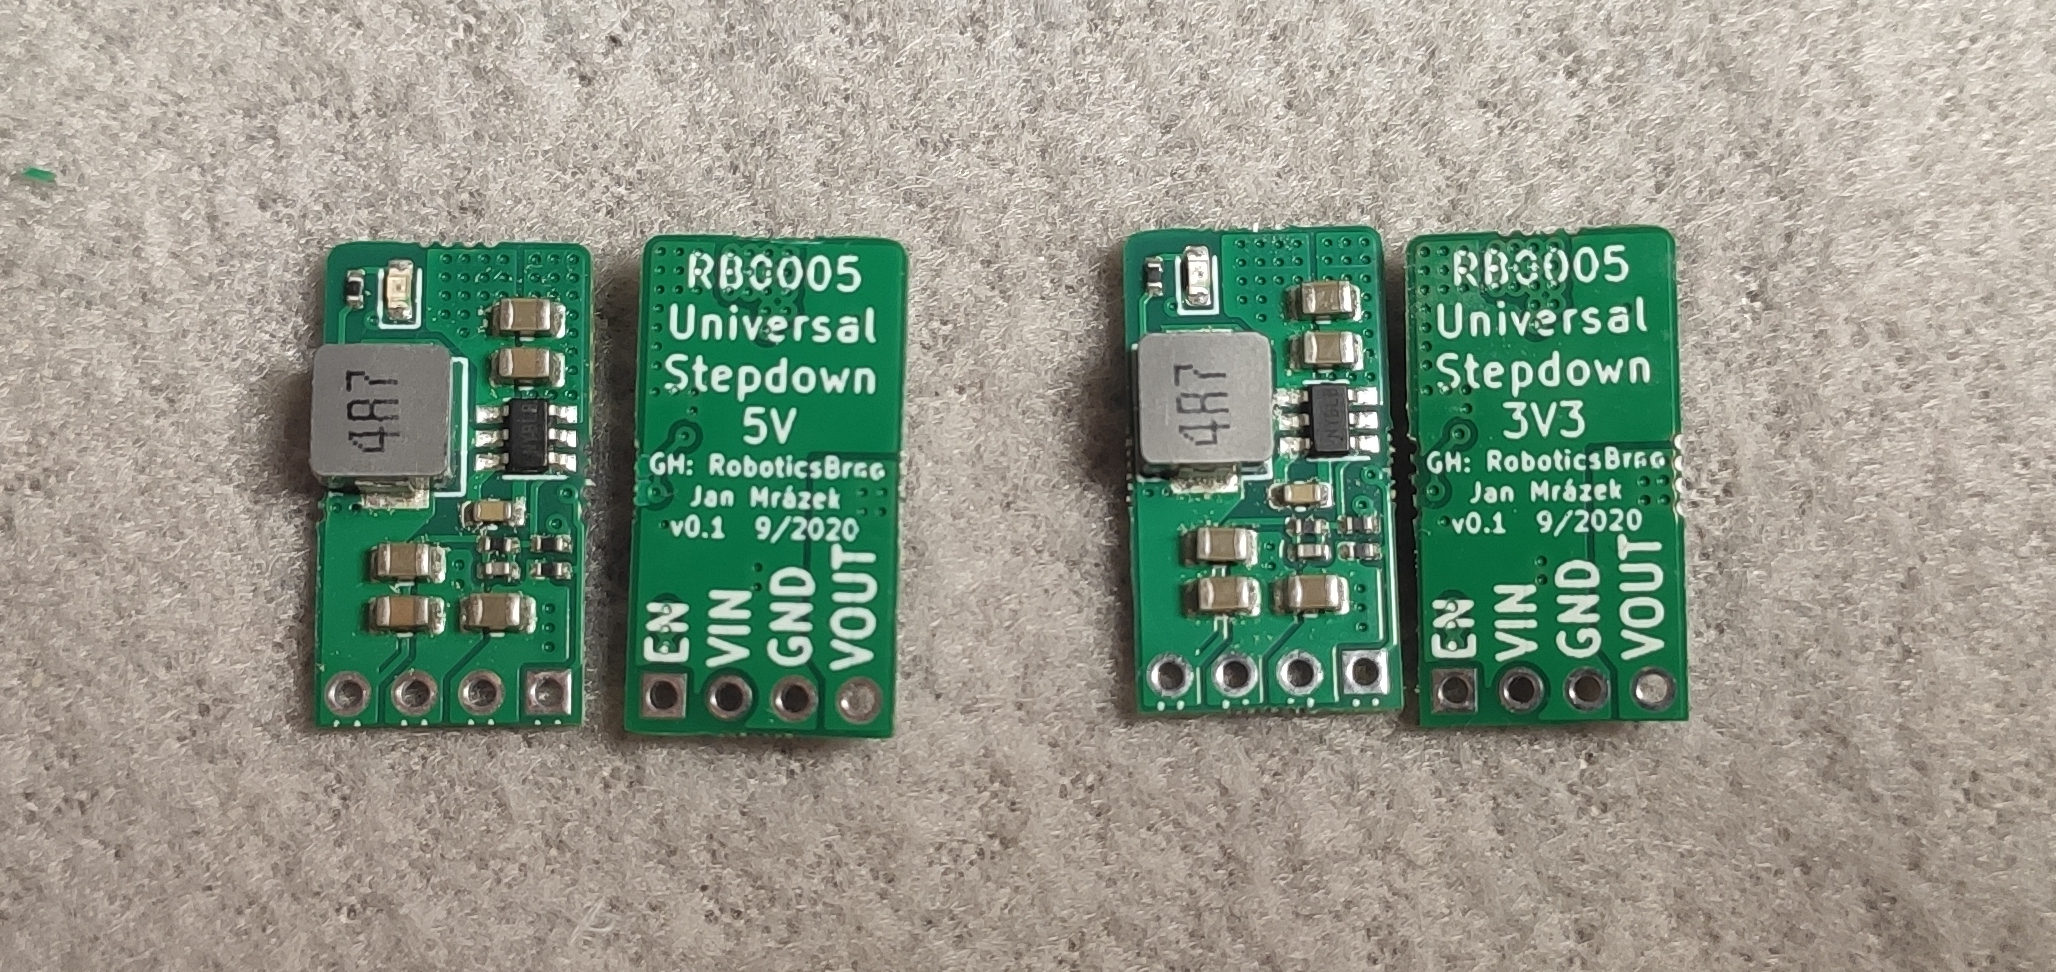 4R7
RB0005
Universal
Stepdown
5V
GH: RoboticsBrno
Jan Mrázek
v0.1 9/2020
EN
VIN
GND
VOUT
4R7
RB0005
Universal
Stepdown
3V3
GH: RoboticsBrno
Jan Mrázek
v0.1 9/2020
EN
VIN
GND
VOUT